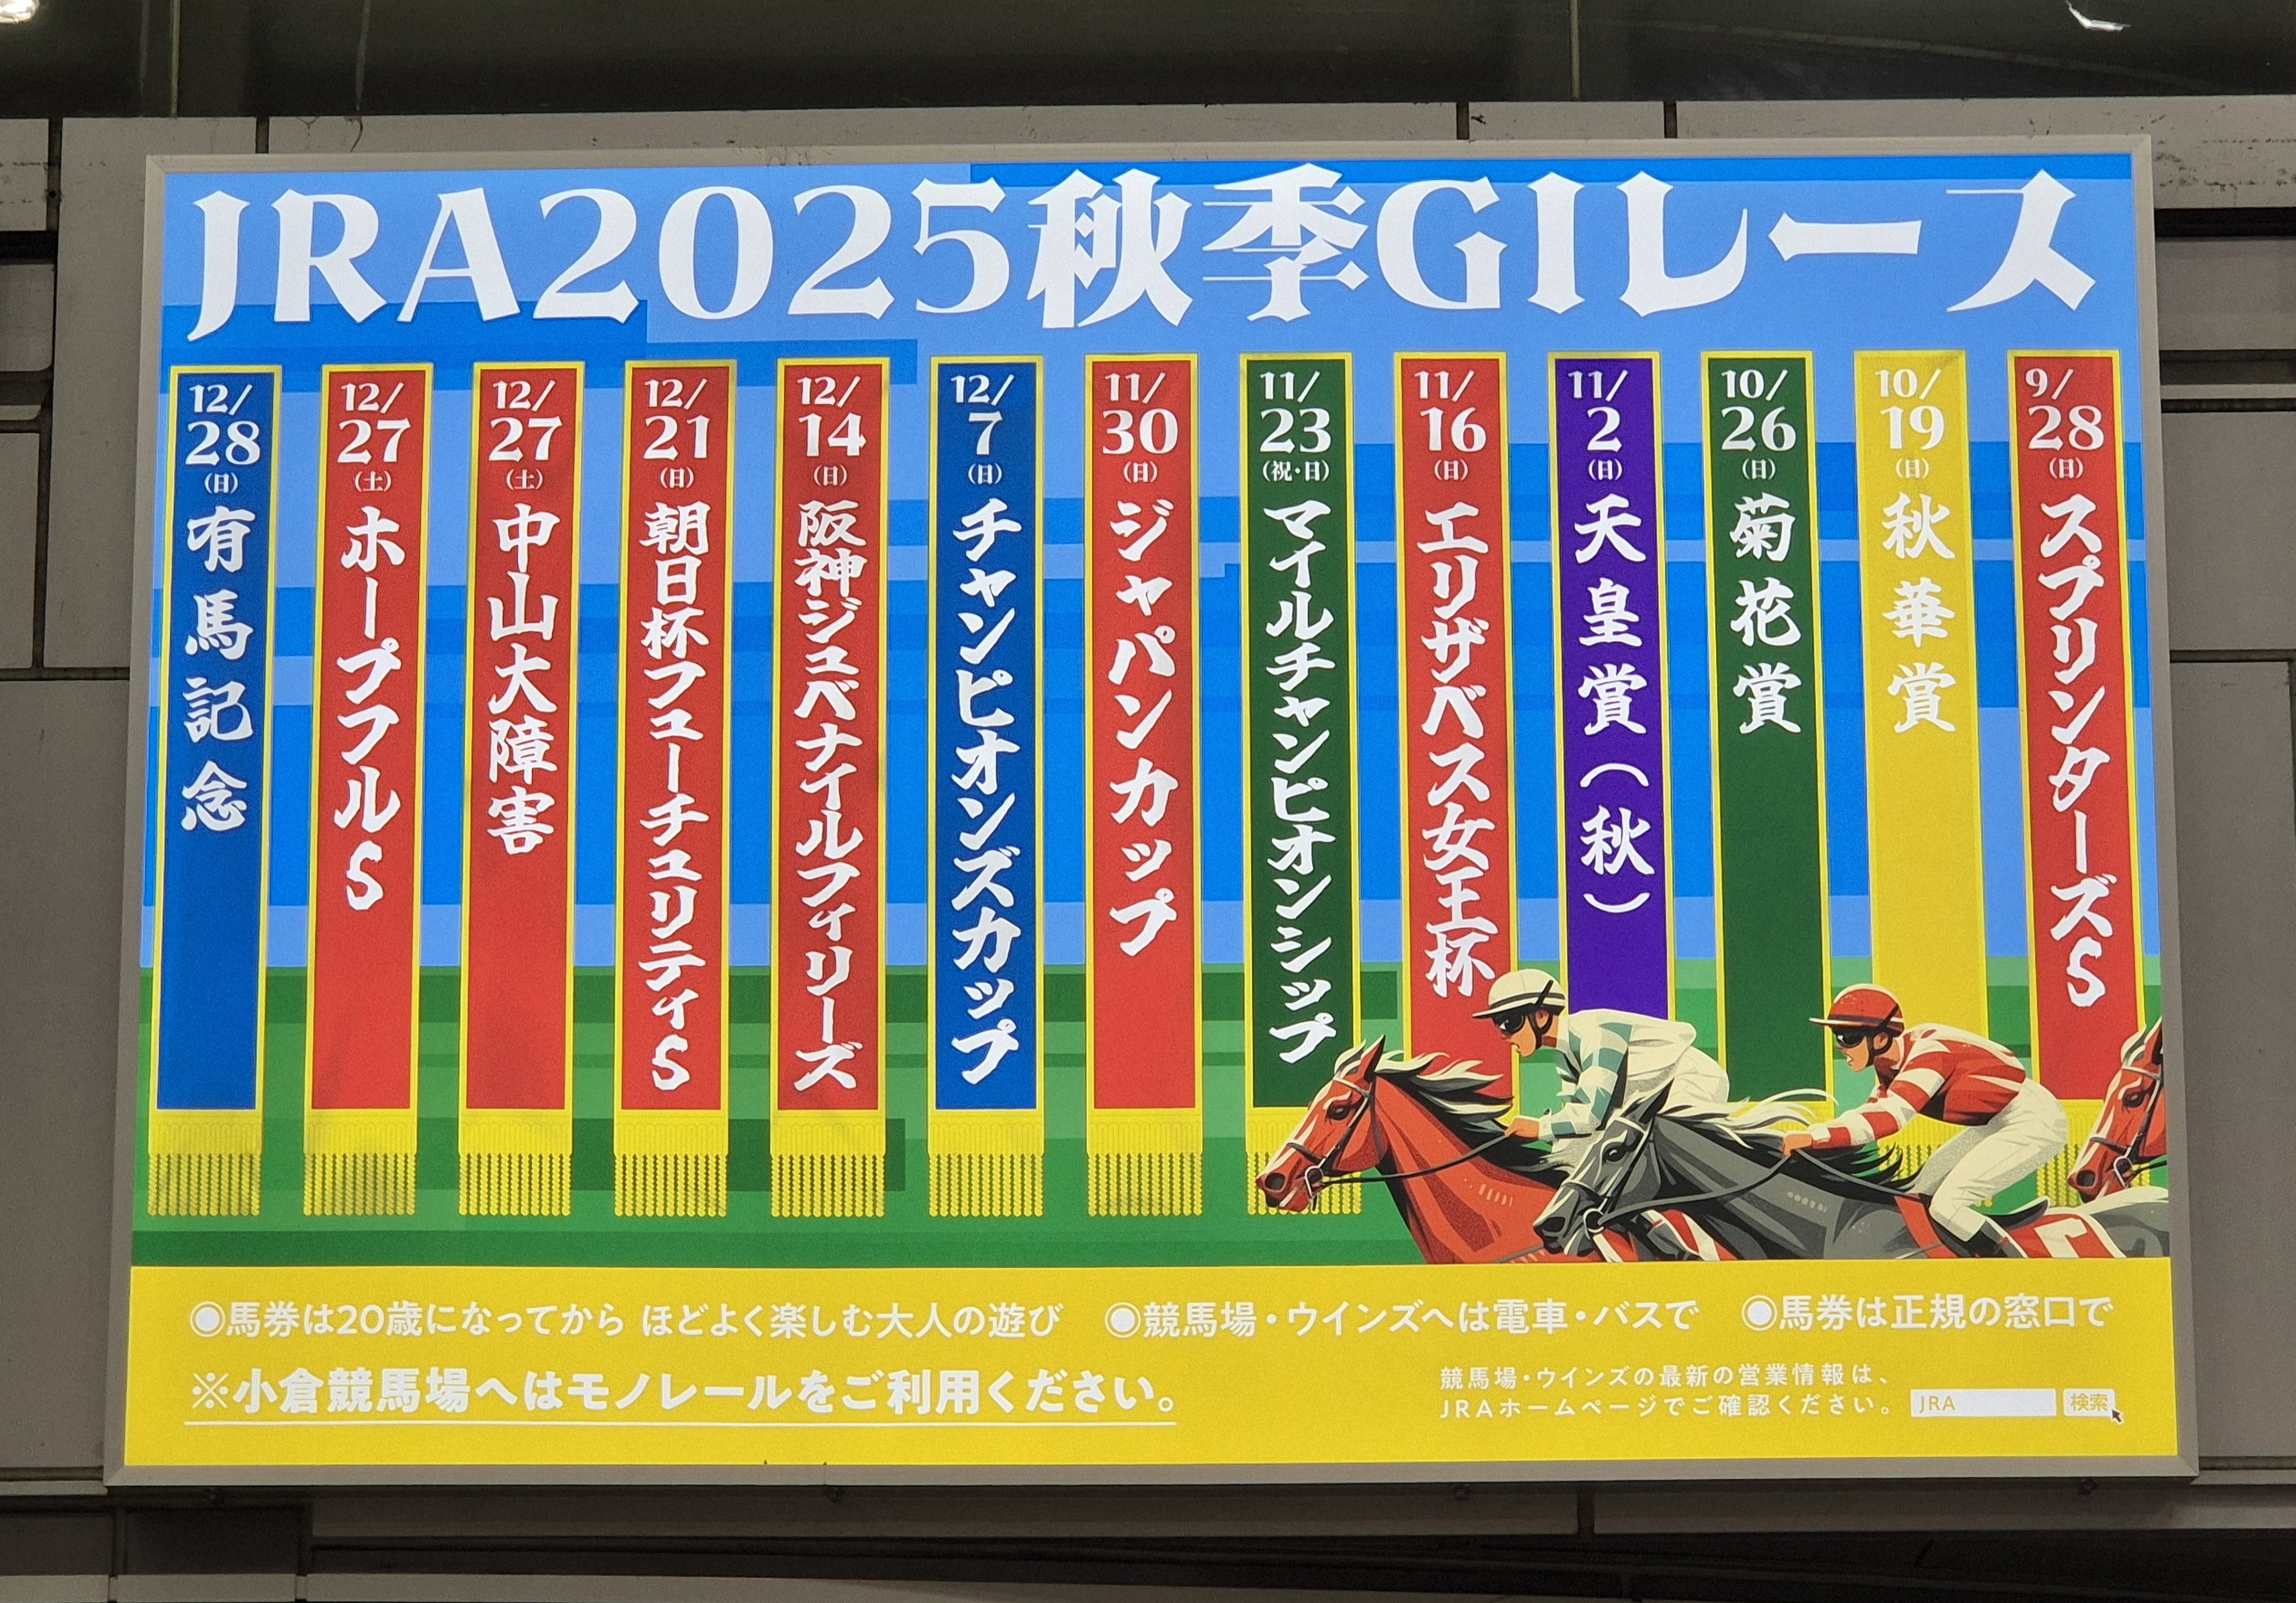 JRA2025秋季GIレース
9/28(日)スプリンターズS
10/19(日)秋華賞
10/26(日)菊花賞
11/2(日)天皇賞(秋)
11/16(日)エリザベス女王杯
11/23(祝・日)マイルチャンピオンシップ
11/30(日)ジャパンカップ
12/7(日)チャンピオンズカップ
12/14(日)阪神ジュベナイルフィリーズ
12/21(日)朝日杯フューチュリティS
12/27(土)中山大障害
12/27(土)ホープフルS
12/28(日)有馬記念
◉馬券は20歳になってから ほどよく楽しむ大人の遊び ◉競馬場・ウインズへは電車・バスで ◉馬券は正規の窓口で
※小倉競馬場へはモノレールをご利用ください。
競馬場・ウインズの最新の営業情報は、
JRAホームページでご確認ください。 JRA 検索